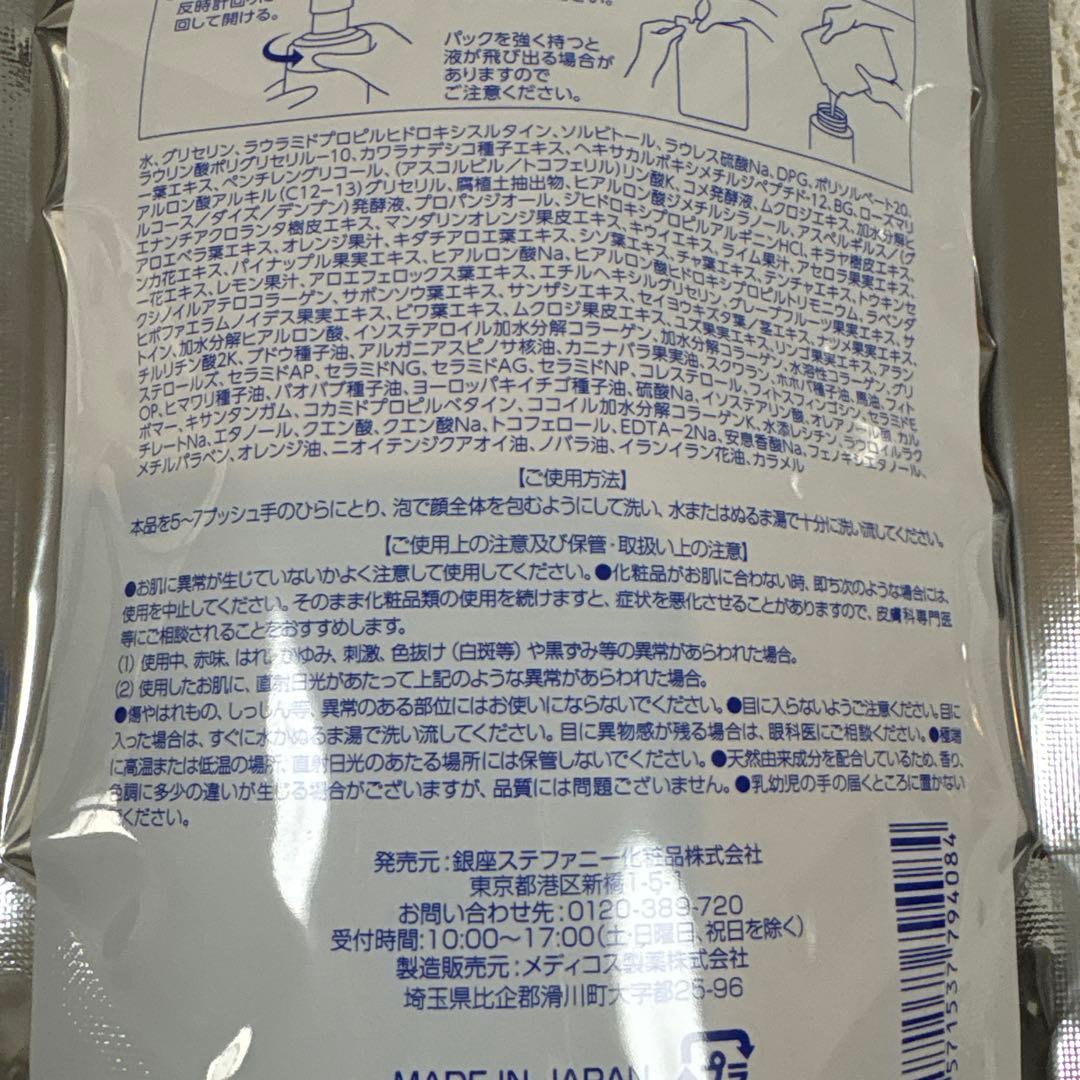 反時計回りに
回して開ける。
パックを強く持つと
液が飛び出る場合が
ありますので
ご注意ください。
水、グリセリン、ラウラミドプロピルヒドロキシスルタイン、ソルビトール、ラウレス硫酸Na、DPG、ポリソルベート20、
ラウリン酸ポリグリセリル-10、カワラナデシコ種子エキス、ヘキサカルボキシメチルジペプチド-12、BG、ローズマリ
ー葉エキス、ペンチレングリコール、(アスコルビル/トコフェリル)リン酸K、コメ発酵液、ムクロジエキス、加水分解ヒ
アルロン酸アルキル(C12-13)グリセリル、腐植土抽出物、ヒアルロン酸ジメチルシラノール、アスペルギルス/(グ
ルコース/ダイズ/デンプン)発酵液、プロパンジオール、ジヒドロキシプロピルアルギニンHCl、キラヤ樹皮エキス、
エナンチアクロランタ樹皮エキス、マンダリンオレンジ果皮エキス、キウイエキス、ライム果汁、アセロラ果実エキス、
アロエベラ葉エキス、オレンジ果汁、キダチアロエ葉エキス、シソ葉エキス、チャ葉エキス、テンチャエキス、トウキンセ
ンカ花エキス、パイナップル果実エキス、ヒアルロン酸Na、ヒアルロン酸ヒドロキシプロピルトリモニウム、ラベンダ
ー花エキス、レモン果汁、アロエフェロックス葉エキス、エチルヘキシルグリセリン、グレープフルーツ果実エキス、サ
クシノイルアテロコラーゲン、サボンソウ葉エキス、サンザシエキス、セイヨウキズタ葉/茎エキス、ナツメ果実エキス、
ヒポファエラムノイデス果実エキス、ビワ葉エキス、ムクロジ果皮エキス、ユズ果実エキス、リンゴ果実エキス、アラン
トイン、加水分解ヒアルロン酸、イソステアロイル加水分解コラーゲン、加水分解コラーゲン、水溶性コラーゲン、グリ
チルリチン酸2K、ブドウ種子油、アルガニアスピノサ核油、カニナバラ果実油、スクワラン、ホホバ種子油、馬油、フィト
ステロールズ、セラミドAP、セラミドNG、セラミドAG、セラミドNP、コレステロール、フィトスフィンゴシン、セラミドE
OP、ヒマワリ種子油、バオバブ種子油、ヨーロッパキイチゴ種子油、硫酸Na、イソステアリン酸、オレアノール酸、カル
ボマー、キサンタンガム、コカミドプロピルベタイン、ココイル加水分解コラーゲンK、水添レシチン、ラウロイルラク
チレートNa、エタノール、クエン酸、クエン酸Na、トコフェロール、EDTA-2Na、安息香酸Na、フェノキシエタノール、
メチルパラベン、オレンジ油、ニオイテンジクアオイ油、ノバラ油、イランイラン花油、カラメル
【ご使用方法】
本品を5〜7プッシュ手のひらにとり、泡で顔全体を包むようにして洗い、水またはぬるま湯で十分に洗い流してください。
【ご使用上の注意及び保管・取扱い上の注意】
●お肌に異常が生じていないかよく注意して使用してください。●化粧品がお肌に合わない時、即ち次のような場合には、
使用を中止してください。そのまま化粧品類の使用を続けますと、症状を悪化させることがありますので、皮膚科専門医
等にご相談されることをおすすめします。
(1) 使用中、赤味、はれ、かゆみ、刺激、色抜け(白斑等)や黒ずみ等の異常があらわれた場合。
(2) 使用したお肌に、直射日光があたって上記のような異常があらわれた場合。
●傷やはれもの、しっしん等、異常のある部位にはお使いにならないでください。●目に入らないようご注意ください。目に
入った場合は、すぐに水かぬるま湯で洗い流してください。目に異物感が残る場合は、眼科医にご相談ください。●極端
に高温または低温の場所、直射日光のあたる場所には保管しないでください。●天然由来成分を配合しているため、香り、
色調に多少の違いが生じる場合がございますが、品質には問題ございません。●乳幼児の手の届くところに置かない
でください。
発売元:銀座ステファニー化粧品株式会社
東京都港区新橋1-5-1
お問い合わせ先:0120-389-720
受付時間:10:00〜17:00(土・日曜日、祝日を除く)
製造販売元:メディコス製薬株式会社
埼玉県比企郡滑川町大字都25-96
571537 794084
MADE IN JAPAN
プラ